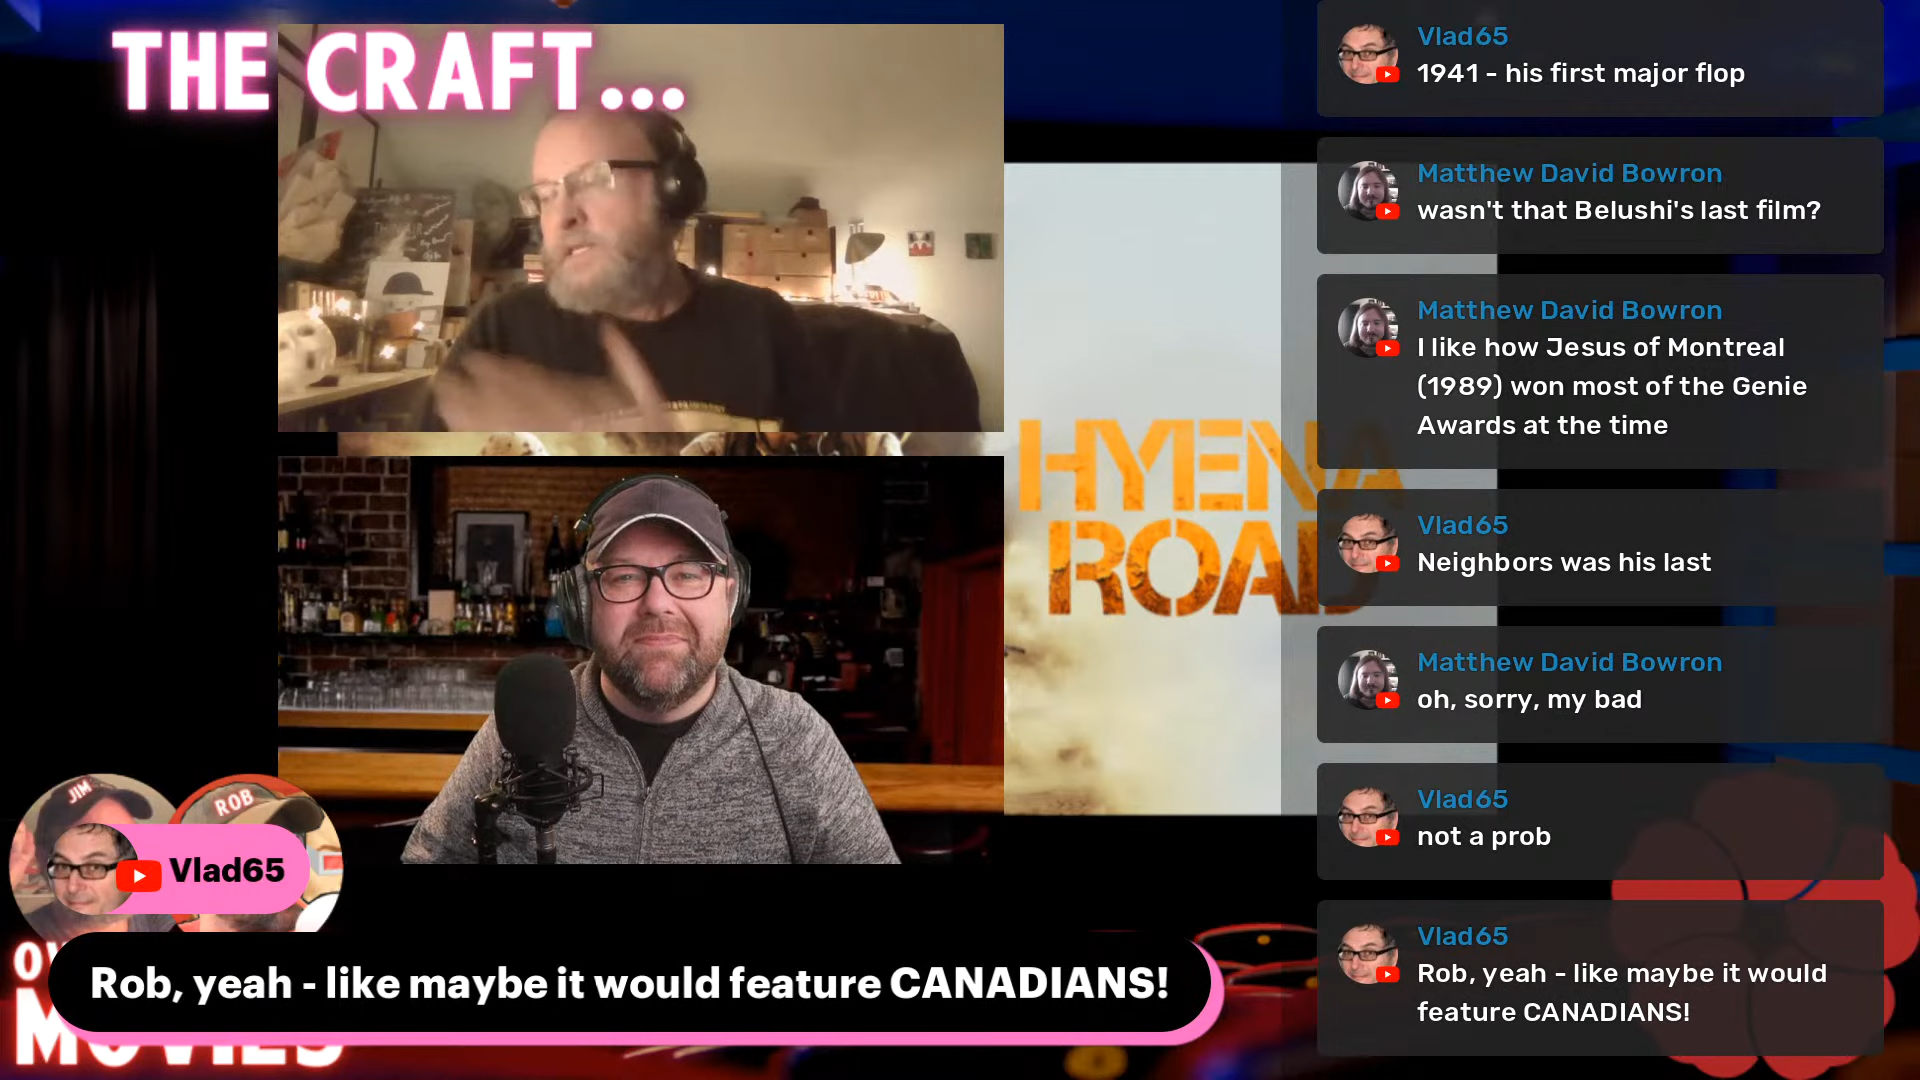 THE CRAFT...
HYENA
ROAD
JIM
ROB
Vlad65
Rob, yeah - like maybe it would feature CANADIANS!
MOVIES
Vlad65
1941 - his first major flop
Matthew David Bowron
wasn't that Belushi's last film?
Matthew David Bowron
I like how Jesus of Montreal
(1989) won most of the Genie
Awards at the time
Vlad65
Neighbors was his last
Matthew David Bowron
oh, sorry, my bad
Vlad65
not a prob
Vlad65
Rob, yeah - like maybe it would
feature CANADIANS!